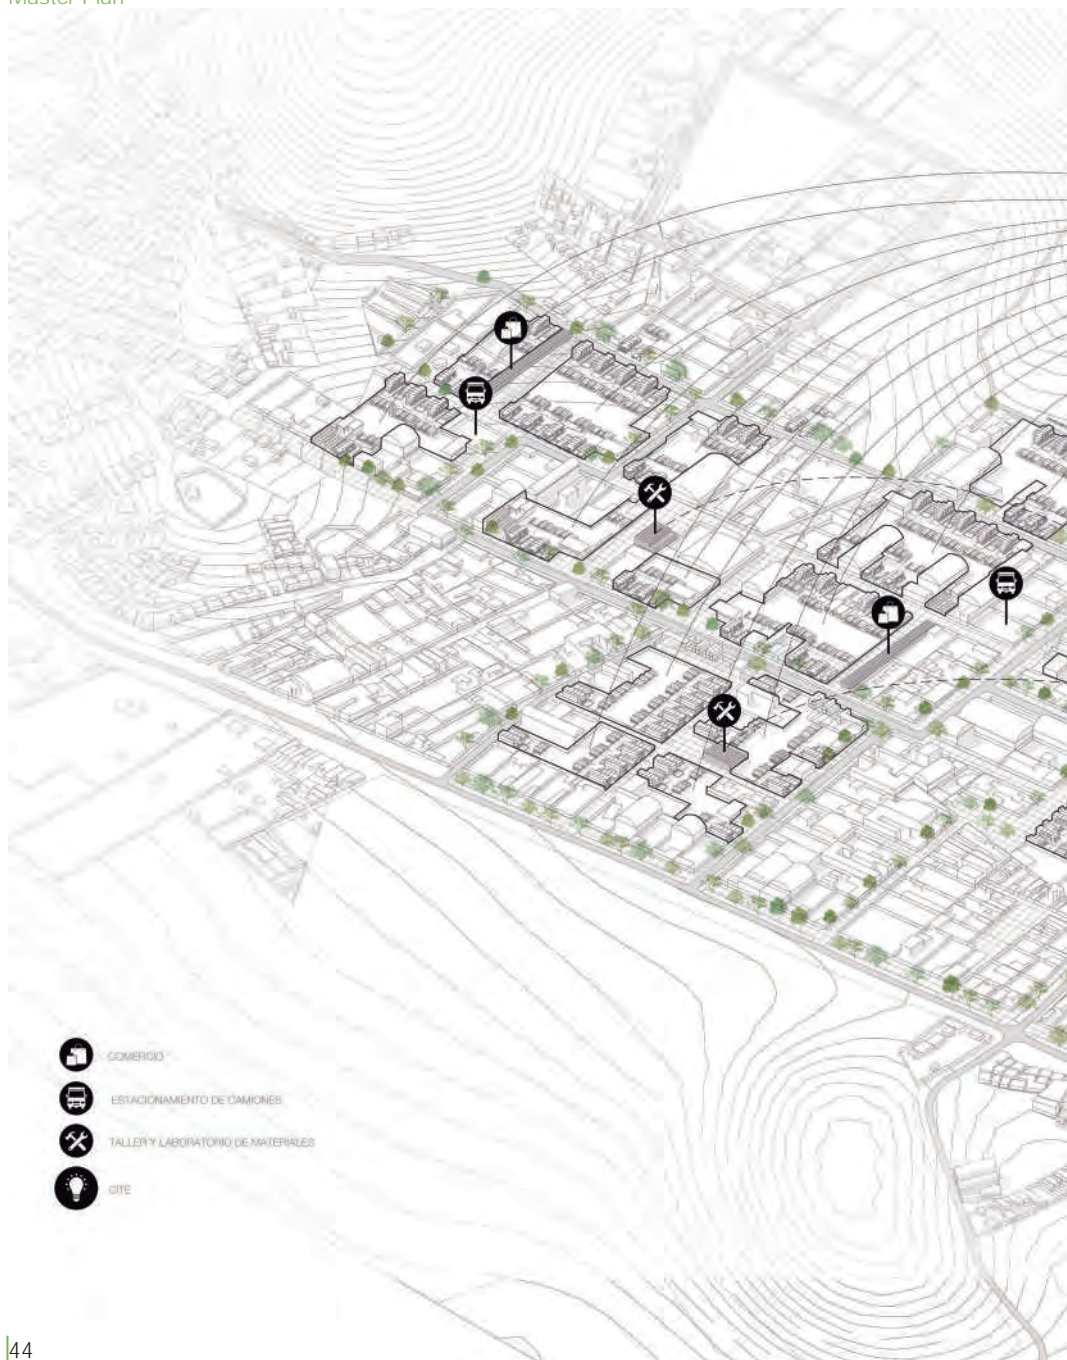 Master Plan
COMERCIO
ESTACIONAMIENTO DE CAMIONES
TALLER Y LABORATORIO DE MATERIALES
CITE
44